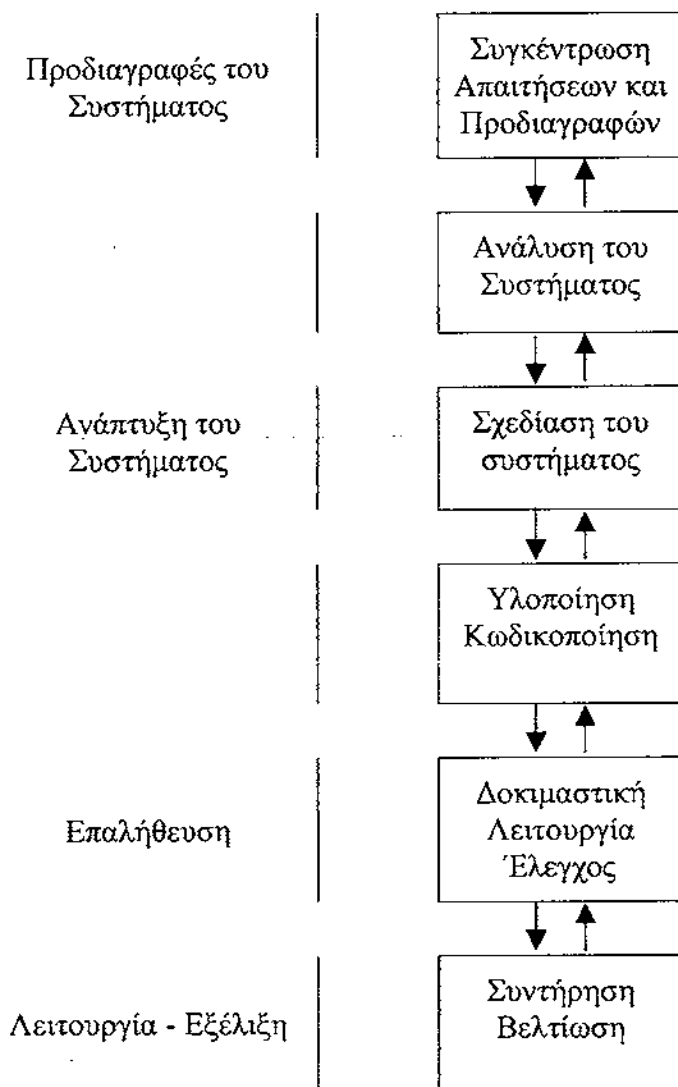 Προδιαγραφές του
Συστήματος
Συγκέντρωση
Απαιτήσεων και
Προδιαγραφών
Ανάλυση του
Συστήματος
Ανάπτυξη του
Συστήματος
Σχεδίαση του
συστήματος
Υλοποίηση
Κωδικοποίηση
Επαλήθευση
Δοκιμαστική
Λειτουργία
Έλεγχος
Λειτουργία - Εξέλιξη
Συντήρηση
Βελτίωση